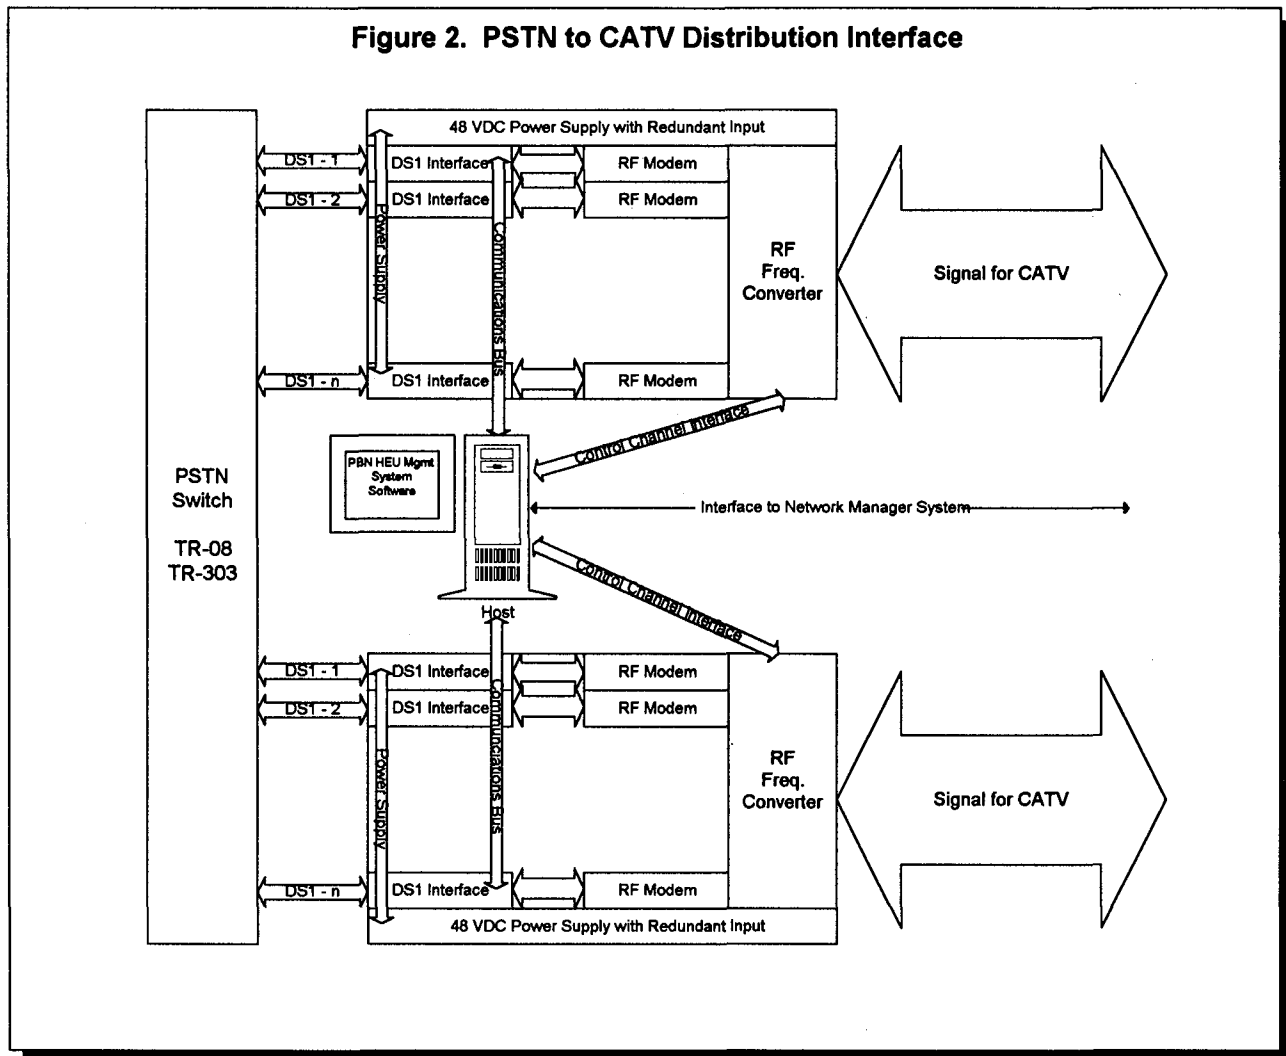 Figure 2. PSTN to CATV Distribution Interface
48 VDC Power Supply with Redundant Input
DS1 - 1
DS1 Interface
RF Modem
DS1 - 2
DS1 Interface
RF Modem
Power Supply
Communications Bus
RF
Freq.
Converter
Signal for CATV
DS1 - n
DS1 Interface
RF Modem
Control Channel Interface
PBN HEU Mgmt
System
Software
PSTN
Switch
TR-08
TR-303
Interface to Network Manager System
Control Channel Interface
Host
DS1 - 1
DS1 Interface
RF Modem
DS1 - 2
DS1 Interface
RF Modem
Power Supply
Communciations Bus
RF
Freq.
Converter
Signal for CATV
DS1 - n
DS1 Interface
RF Modem
48 VDC Power Supply with Redundant Input